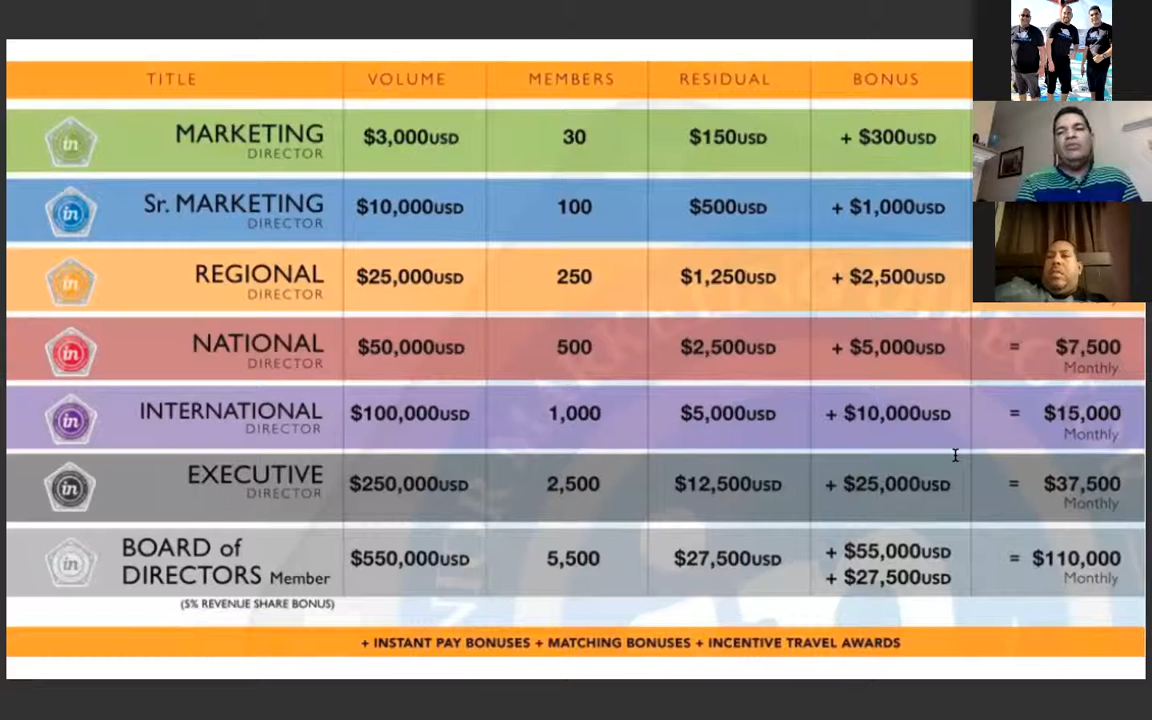 TITLE VOLUME MEMBERS RESIDUAL BONUS
in MARKETING $3,000USD 30 $150USD + $300USD
DIRECTOR
in Sr. MARKETING $10,000USD 100 $500USD + $1,000USD
DIRECTOR
in REGIONAL $25,000USD 250 $1,250USD + $2,500USD
DIRECTOR
in NATIONAL $50,000USD 500 $2,500USD + $5,000USD = $7,500
DIRECTOR Monthly
in INTERNATIONAL $100,000USD 1,000 $5,000USD + $10,000USD = $15,000
DIRECTOR Monthly
in EXECUTIVE $250,000USD 2,500 $12,500USD + $25,000USD = $37,500
DIRECTOR Monthly
in BOARD of $550,000USD 5,500 $27,500USD + $55,000USD = $110,000
DIRECTORS Member + $27,500USD Monthly
(5% REVENUE SHARE BONUS)
+ INSTANT PAY BONUSES + MATCHING BONUSES + INCENTIVE TRAVEL AWARDS